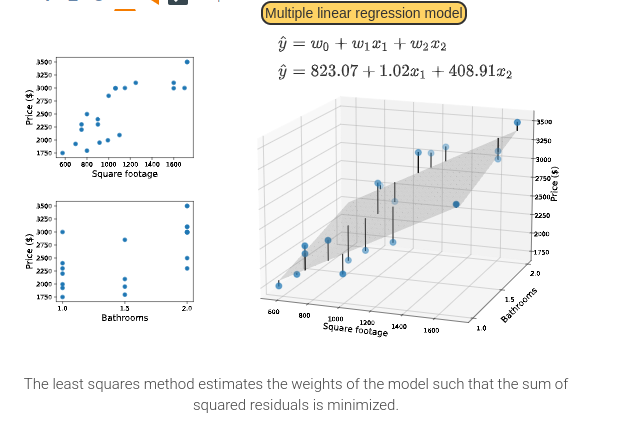 Multiple linear regression model
ŷ = w₀ + w₁x₁ + w₂x₂
ŷ = 823.07 + 1.02x₁ + 408.91x₂
3500
3250
3000
2750
2500
2250
2000
1750
Price ($)
600 800 1000 1200 1400 1600
Square footage
3500
3250
3000
2750
2500
2250
2000
1750
Price ($)
1.0 1.5 2.0
Bathrooms
3500
3250
3000
2750
2500
2250
2000
1750
Price ($)
600 800 1000 1200 1400 1600
Square footage
1.0 1.5 2.0
Bathrooms
The least squares method estimates the weights of the model such that the sum of
squared residuals is minimized.